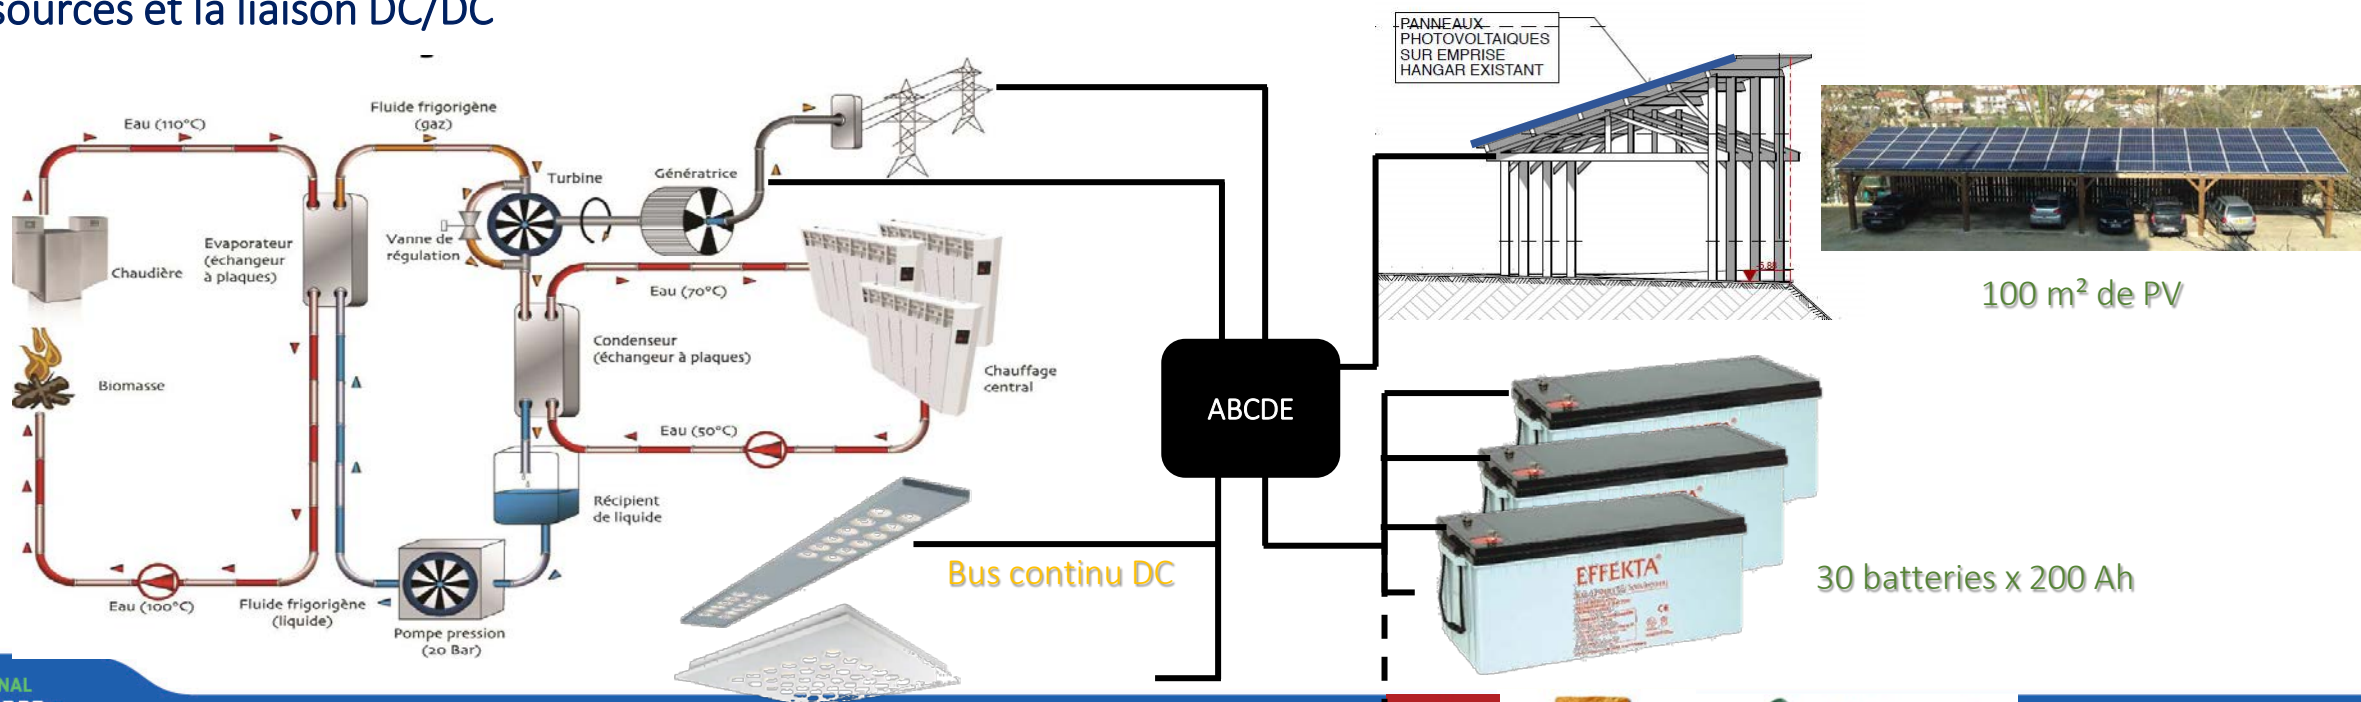 sources et la liaison DC/DC
PANNEAUX
PHOTOVOLTAIQUES
SUR EMPRISE
HANGAR EXISTANT
Fluide frigorigène
(gaz)
Eau (110°C)
Turbine
Génératrice
Vanne de
régulation
Evaporateur
(échangeur
à plaques)
Chaudière
Eau (70°C)
Condenseur
(échangeur à plaques)
Chauffage
central
Biomasse
Eau (50°C)
ABCDE
100 m² de PV
Récipient
de liquide
Bus continu DC
EFFEKTA®
30 batteries x 200 Ah
Eau (100°C)
Fluide frigorigène
(liquide)
Pompe pression
(20 Bar)
NAL